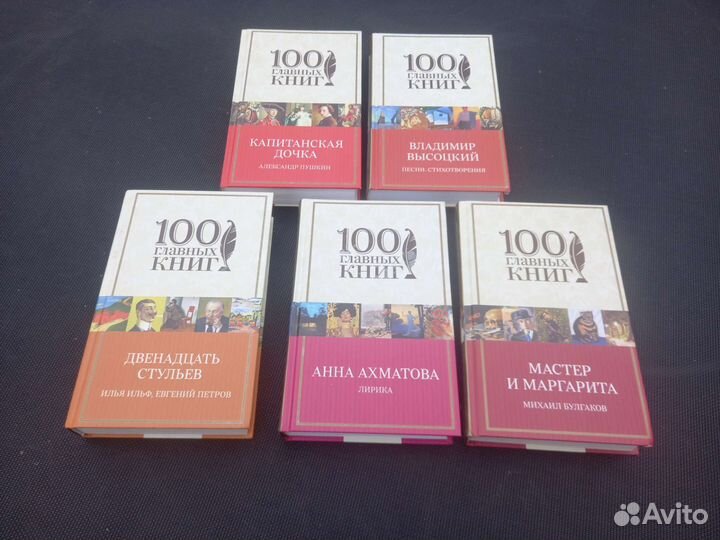 100
главных
книг
КАПИТАНСКАЯ
ДОЧКА
АЛЕКСАНДР ПУШКИН
100
главных
книг
ВЛАДИМИР
ВЫСОЦКИЙ
ПЕСНИ. СТИХОТВОРЕНИЯ
100
главных
книг
ДВЕНАДЦАТЬ
СТУЛЬЕВ
ИЛЬЯ ИЛЬФ, ЕВГЕНИЙ ПЕТРОВ
100
главных
книг
АННА АХМАТОВА
ЛИРИКА
100
главных
книг
МАСТЕР
И МАРГАРИТА
МИХАИЛ БУЛГАКОВ
Avito